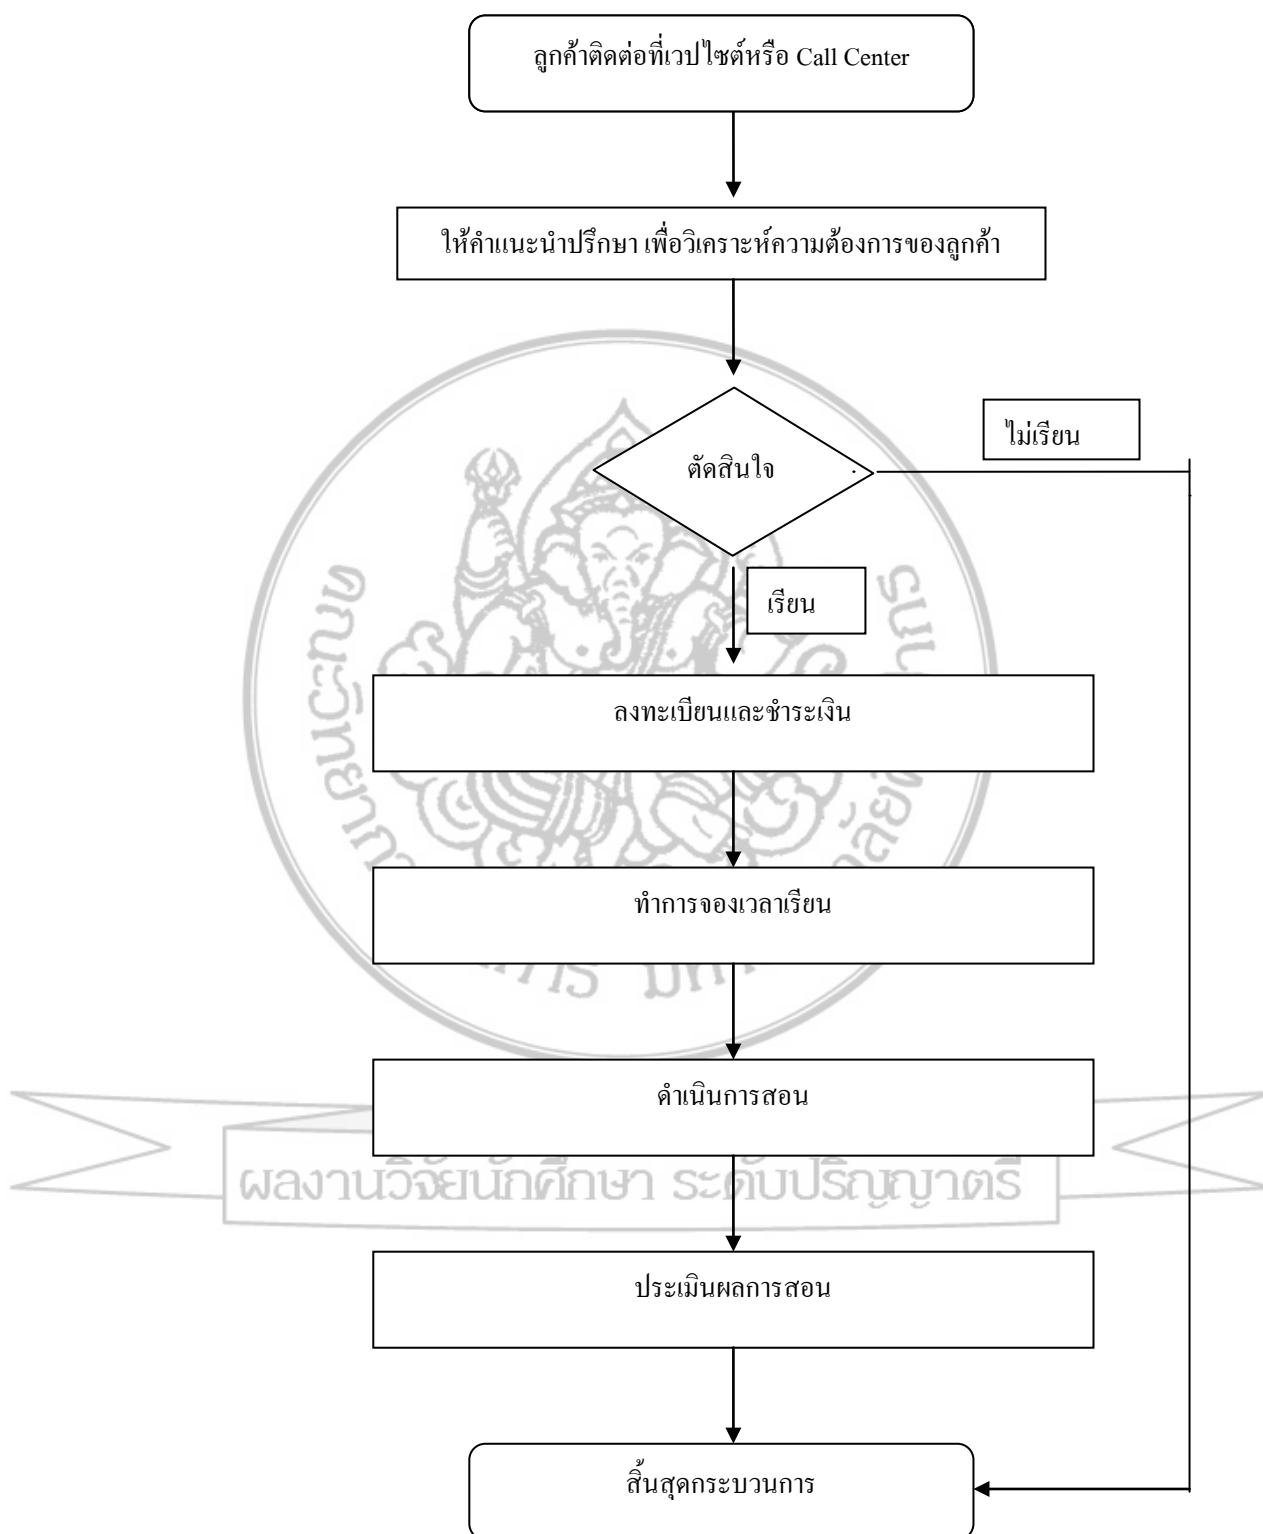 ลูกค้าติดต่อที่เวปไซต์หรือ Call Center
ให้คำแนะนำปรึกษา เพื่อวิเคราะห์ความต้องการของลูกค้า
ตัดสินใจ
ไม่เรียน
เรียน
ลงทะเบียนและชำระเงิน
ทำการจองเวลาเรียน
ดำเนินการสอน
ผลงานวิจัยนักศึกษา ระดับปริญญาตรี
ประเมินผลการสอน
สิ้นสุดกระบวนการ